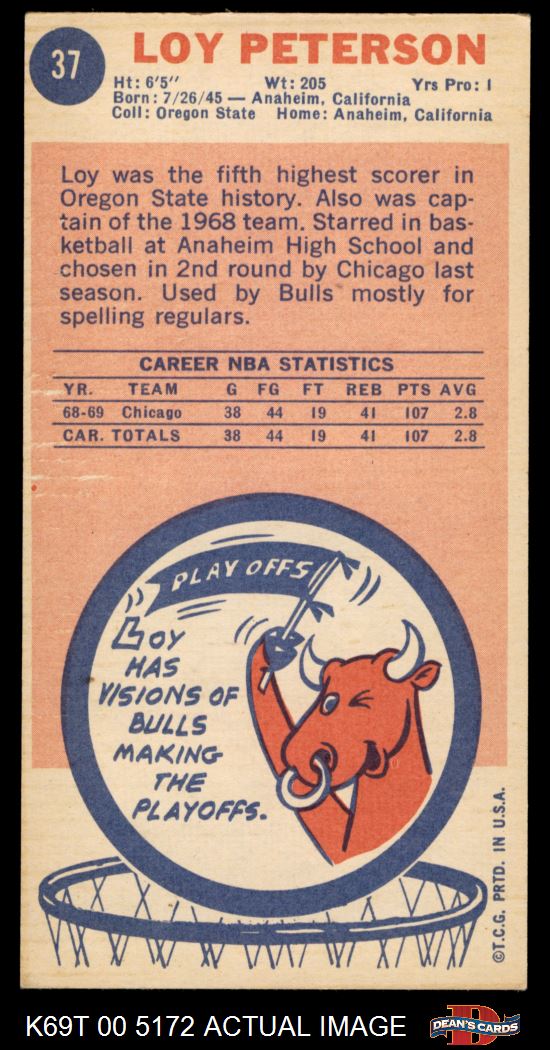 37
LOY PETERSON
Ht: 6'5" Wt: 205 Yrs Pro: 1
Born: 7/26/45 — Anaheim, California
Coll: Oregon State Home: Anaheim, California
Loy was the fifth highest scorer in
Oregon State history. Also was cap-
tain of the 1968 team. Starred in bas-
ketball at Anaheim High School and
chosen in 2nd round by Chicago last
season. Used by Bulls mostly for
spelling regulars.
CAREER NBA STATISTICS
YR. TEAM G FG FT REB PTS AVG
68-69 Chicago 38 44 19 41 107 2.8
CAR. TOTALS 38 44 19 41 107 2.8
PLAY OFFS
LOY
HAS
VISIONS OF
BULLS
MAKING
THE
PLAYOFFS.
©T.C.G. PRTD. IN U.S.A.
K69T 00 5172 ACTUAL IMAGE
D
DEAN'S CARDS